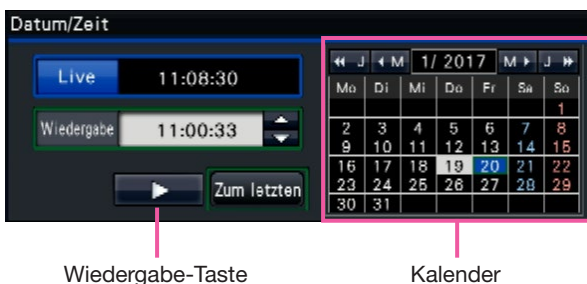 Datum/Zeit
Live 11:08:30
Wiedergabe 11:00:33
Zum letzten
J M 1/ 2017 M J
Mo Di Mi Do Fr Sa So
1
2 3 4 5 6 7 8
9 10 11 12 13 14 15
16 17 18 19 20 21 22
23 24 25 26 27 28 29
30 31
Wiedergabe-Taste Kalender